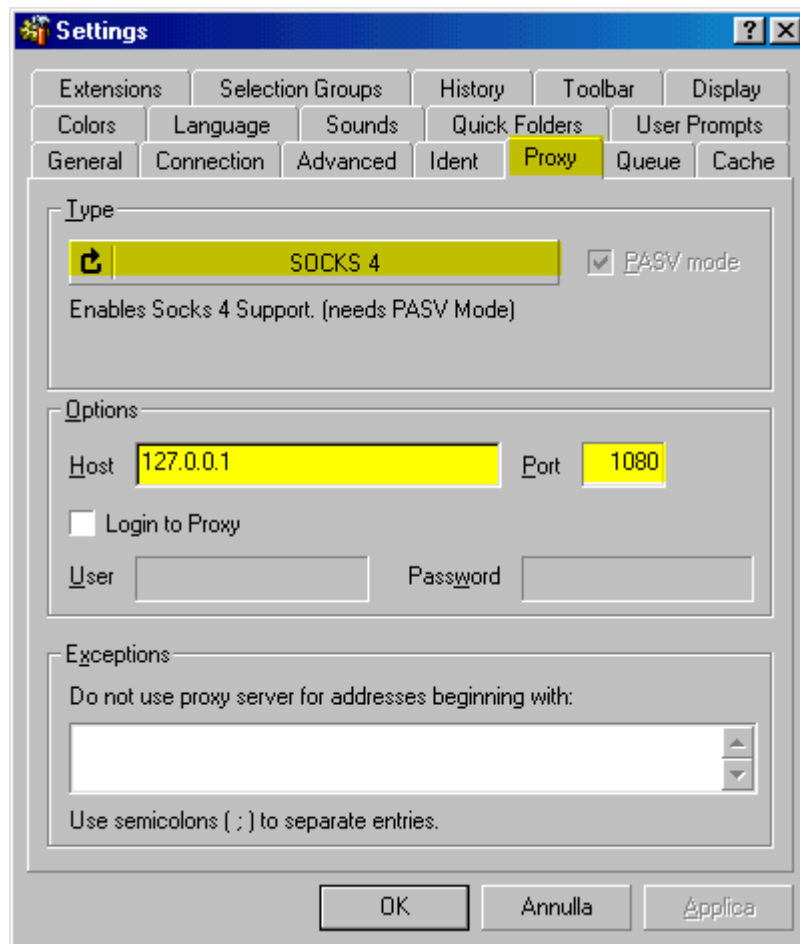 Settings
Extensions Selection Groups History Toolbar Display
Colors Language Sounds Quick Folders User Prompts
General Connection Advanced Ident Proxy Queue Cache
Type
SOCKS 4 PASV mode
Enables Socks 4 Support. (needs PASV Mode)
Options
Host 127.0.0.1 Port 1080
Login to Proxy
User Password
Exceptions
Do not use proxy server for addresses beginning with:
Use semicolons ( ; ) to separate entries.
OK Annulla Applica